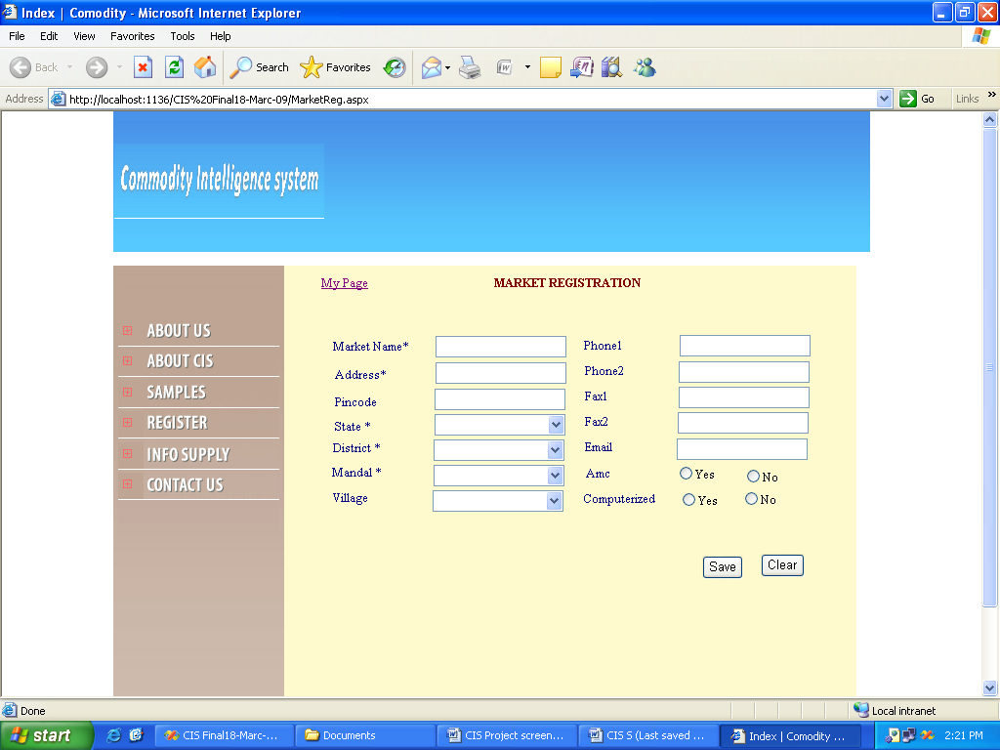 Index | Comodity - Microsoft Internet Explorer
File Edit View Favorites Tools Help
Back Search Favorites
Address http://localhost:1136/CIS%20Final18-Marc-09/MarketReg.aspx Go Links »
Commodity Intelligence system
My Page MARKET REGISTRATION
ABOUT US
ABOUT CIS
SAMPLES
REGISTER
INFO SUPPLY
CONTACT US
Market Name* Phone1
Address* Phone2
Pincode Fax1
State * Fax2
District * Email
Mandal * Amc Yes No
Village Computerized Yes No
Save Clear
Done Local intranet
start CIS Final18-Marc-... Documents CIS Project screen... CIS S (Last saved ... Index | Comodity ... 2:21 PM